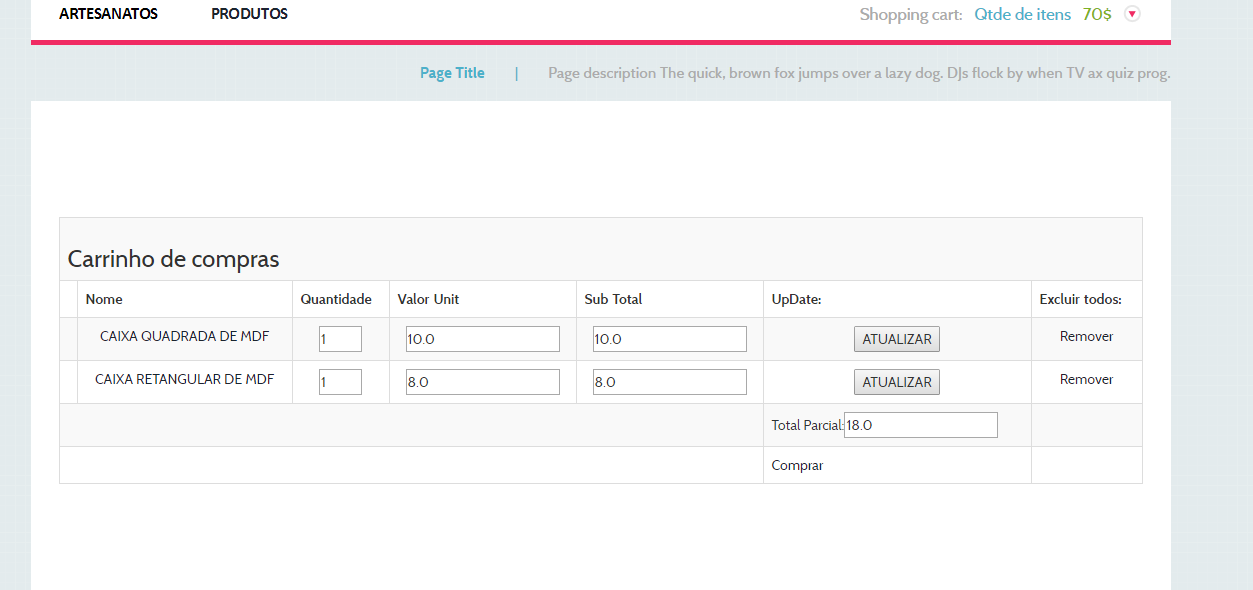 ARTESANATOS PRODUTOS Shopping cart: Qtde de itens 70$
Page Title | Page description The quick, brown fox jumps over a lazy dog. DJs flock by when TV ax quiz prog.
Carrinho de compras
Nome Quantidade Valor Unit Sub Total UpDate: Excluir todos:
CAIXA QUADRADA DE MDF 1 10.0 10.0 ATUALIZAR Remover
CAIXA RETANGULAR DE MDF 1 8.0 8.0 ATUALIZAR Remover
Total Parcial: 18.0
Comprar